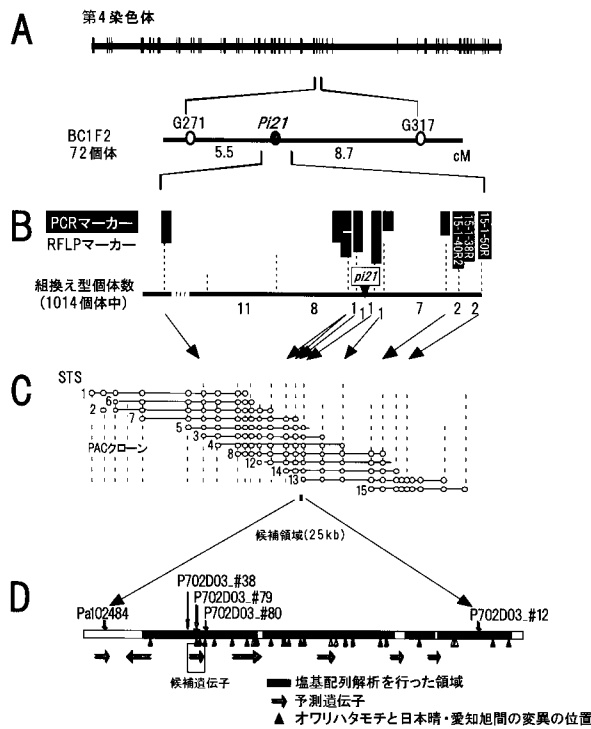 A
第4染色体
G271
Pi21
G317
BC1F2
72個体
5.5
8.7
cM
B
PCRマーカー
RFLPマーカー
15-1-40R2
15-1-38R
15-1-50R
pi21
組換え型個体数
(1014個体中)
11 8 1 1 1 1 7 2 2
C
STS
1
6
2
7
5
3
4
8
12
14
13
15
PACクローン
候補領域(25kb)
D
P702D03_#38
P702D03_#79
Pa102484
P702D03_#80
P702D03_#12
候補遺伝子
塩基配列解析を行った領域
予測遺伝子
オワリハタモチと日本晴・愛知旭間の変異の位置